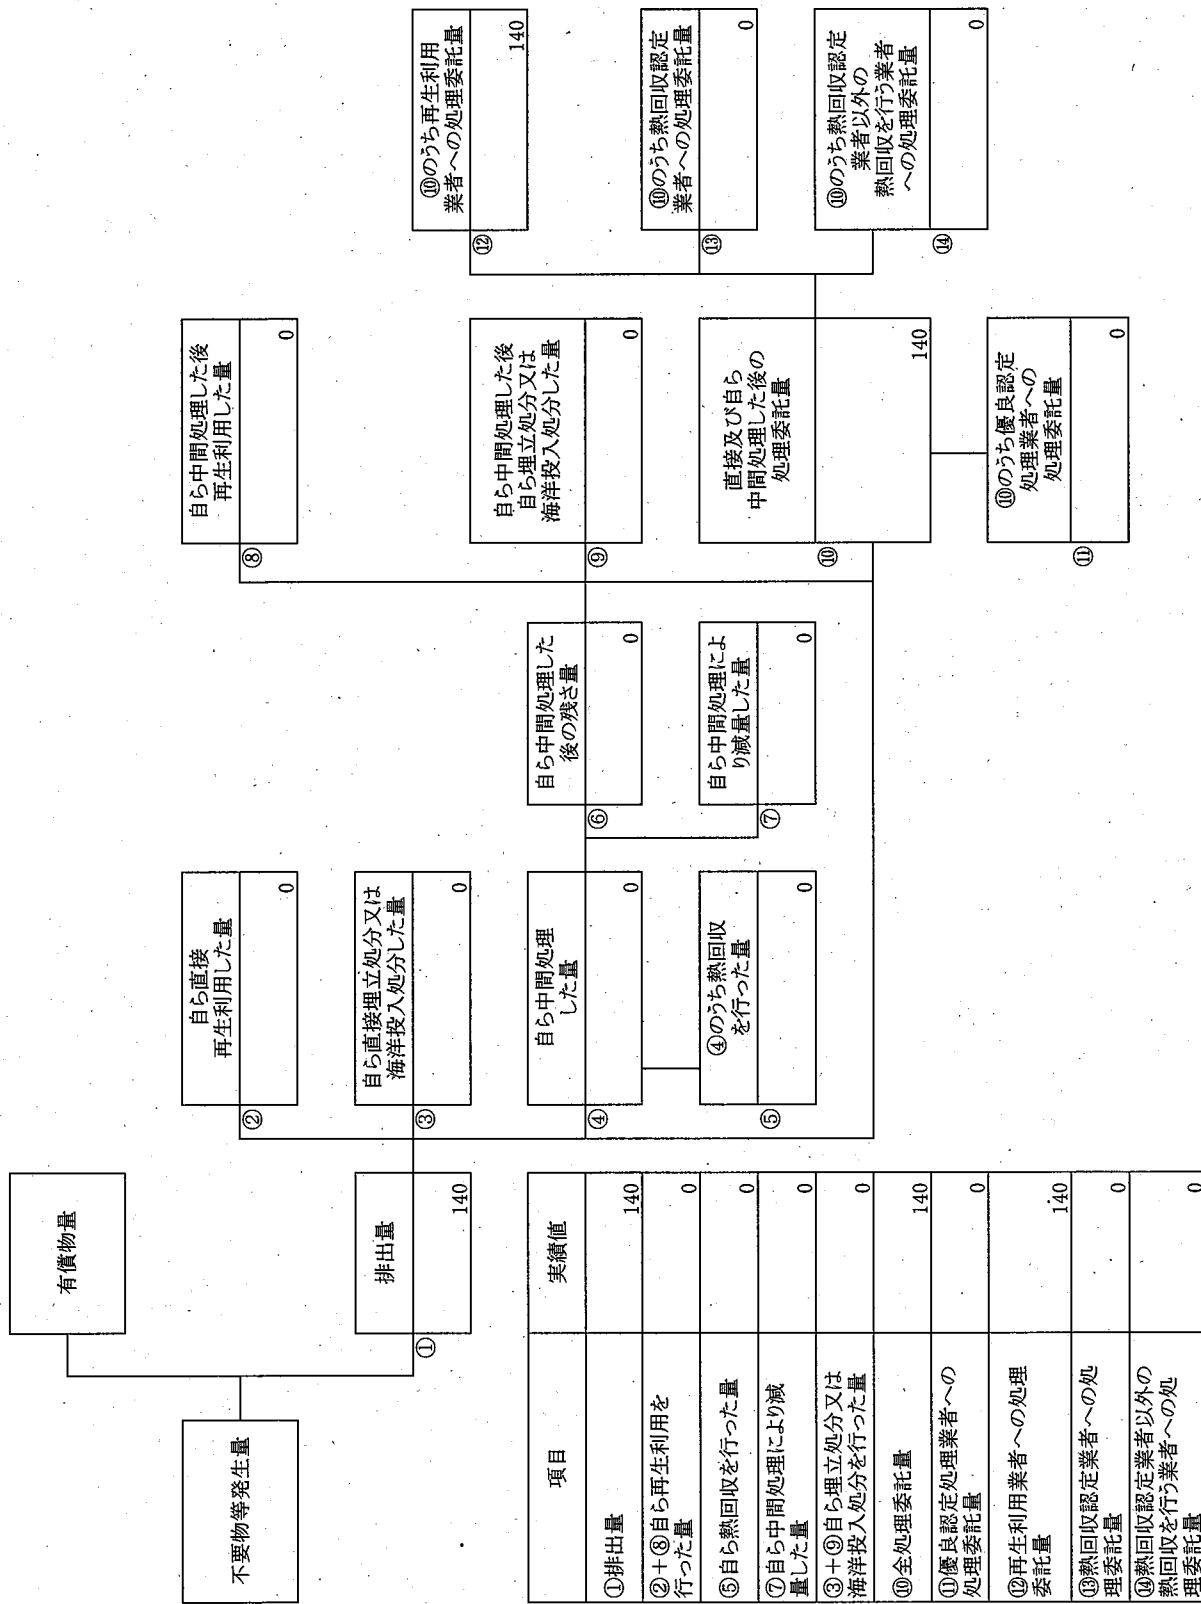 不要物等発生量
有償物量
①
排出量
140
②
自ら直接
再生利用した量
0
③
自ら直接埋立処分又は
海洋投入処分した量
0
④
自ら中間処理
した量
0
⑤
④のうち熱回収
を行った量
0
⑥
自ら中間処理した
後の残さ量
0
⑦
自ら中間処理によ
り減量した量
0
⑧
自ら中間処理した後
再生利用した量
0
⑨
自ら中間処理した後
自ら埋立処分又は
海洋投入処分した量
0
⑩
直接及び自ら
中間処理した後の
処理委託量
140
⑪
⑩のうち優良認定
処理業者への
処理委託量
0
⑫
⑩のうち再生利用
業者への処理委託量
140
⑬
⑩のうち熱回収認定
業者への処理委託量
0
⑭
⑩のうち熱回収認定
業者以外の
熱回収を行う業者
への処理委託量
0
項目 実績値
①排出量 140
②+⑧自ら再生利用を
行った量 0
⑤自ら熱回収を行った量 0
⑦自ら中間処理により減
量した量 0
③+⑨自ら埋立処分又は
海洋投入処分を行った量 0
⑩全処理委託量 140
⑪優良認定処理業者への
処理委託量 0
⑫再生利用業者への処理
委託量 140
⑬熱回収認定業者への処
理委託量 0
⑭熱回収認定業者以外の
熱回収を行う業者への処
理委託量 0